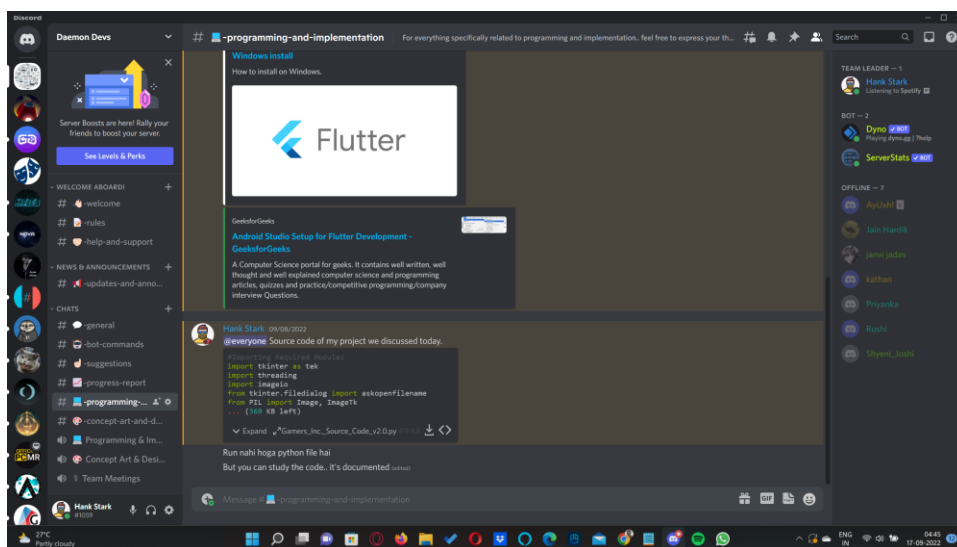 Discord
Daemon Devs
Server Boosts are here! Rally your
friends to boost your server.
See Levels & Perks
WELCOME ABOARD!
# -welcome
# -rules
# -help-and-support
NEWS & ANNOUNCEMENTS
# -updates-and-anno...
CHATS
# -general
# -bot-commands
# -suggestions
# -progress-report
# -programming-...
# -concept-art-and-d...
Programming & Im...
Concept Art & Desi...
Team Meetings
Hank Stark
#1059
# -programming-and-implementation
For everything specifically related to programming and implementation.. feel free to express your th...
Search
Windows install
How to install on Windows.
Flutter
GeeksforGeeks
Android Studio Setup for Flutter Development -
GeeksforGeeks
A Computer Science portal for geeks. It contains well written, well
thought and well explained computer science and programming
articles, quizzes and practice/competitive programming/company
interview Questions.
Hank Stark 09/08/2022
@everyone Source code of my project we discussed today.
#Importing Required Modules
import tkinter as tek
import threading
import imageio
from tkinter.filedialog import askopenfilename
from PIL import Image, ImageTk
... (369 KB left)
Expand Gamers_Inc._Source_Code_v2.0.py
Run nahi hoga python file hai
But you can study the code.. it's documented (edited)
Message # -programming-and-implementation
GIF
TEAM LEADER — 1
Hank Stark
Listening to Spotify
BOT — 2
Dyno BOT
Playing dyno.gg | ?help
ServerStats BOT
OFFLINE — 7
AyUxh!
Jain Hardik
janvi jadav
kathan
Priyanka
Rushi
Shyeni_Joshi
27°C
Partly cloudy
ENG
IN
04:45
17-09-2022